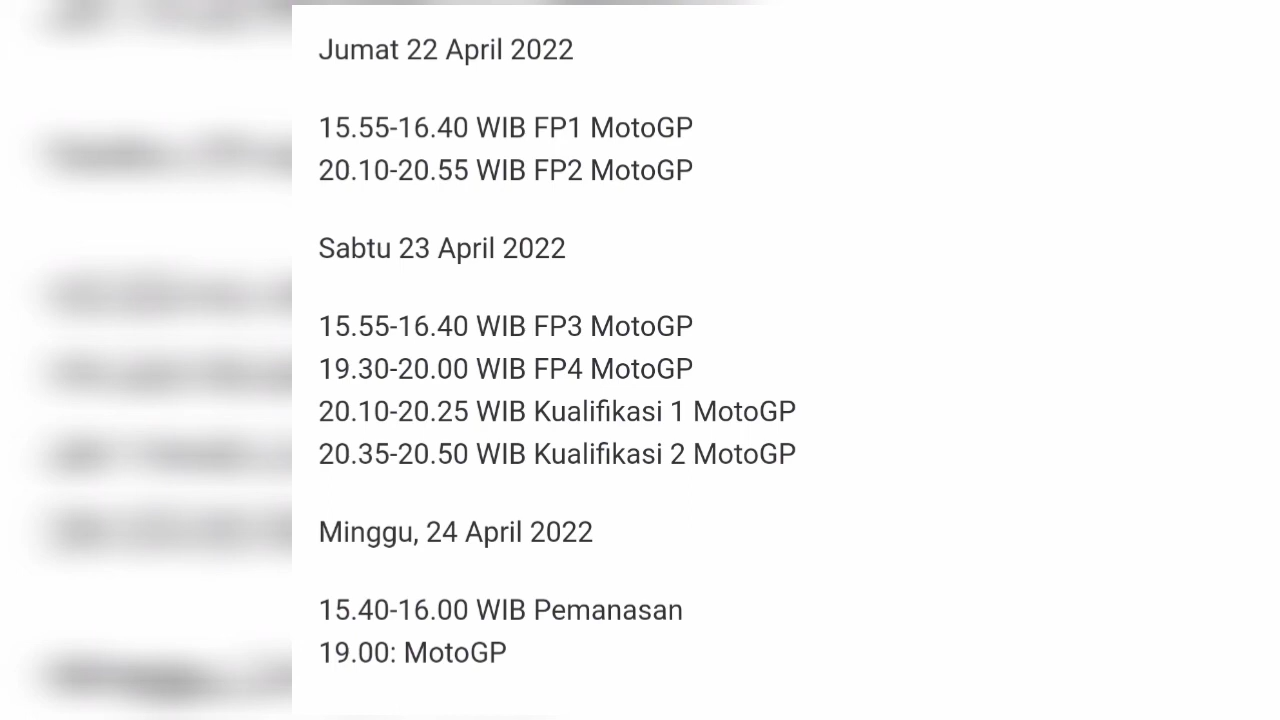 Jumat 22 April 2022
15.55-16.40 WIB FP1 MotoGP
20.10-20.55 WIB FP2 MotoGP
Sabtu 23 April 2022
15.55-16.40 WIB FP3 MotoGP
19.30-20.00 WIB FP4 MotoGP
20.10-20.25 WIB Kualifikasi 1 MotoGP
20.35-20.50 WIB Kualifikasi 2 MotoGP
Minggu, 24 April 2022
15.40-16.00 WIB Pemanasan
19.00: MotoGP